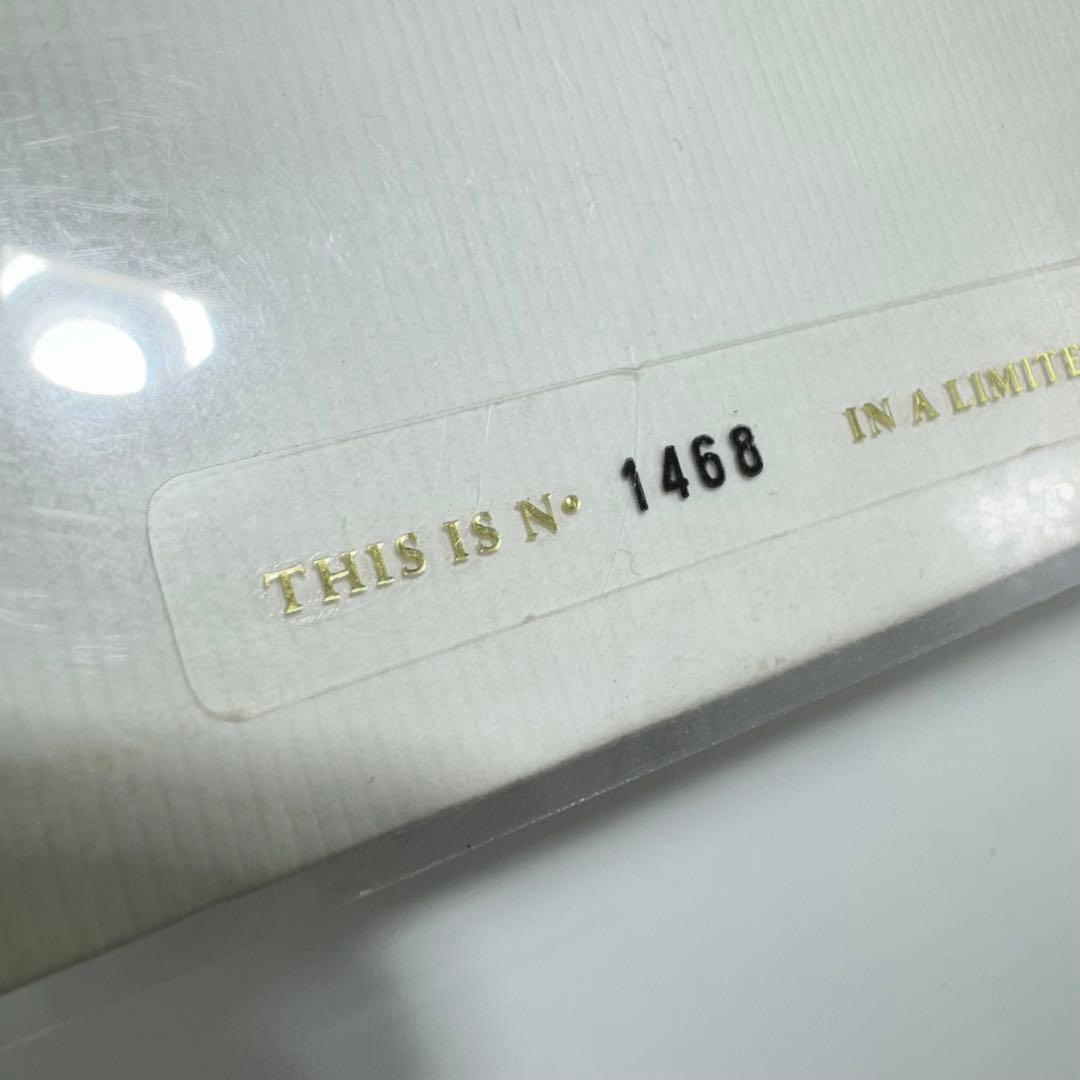 THIS IS N• 1468 IN A LIMITE